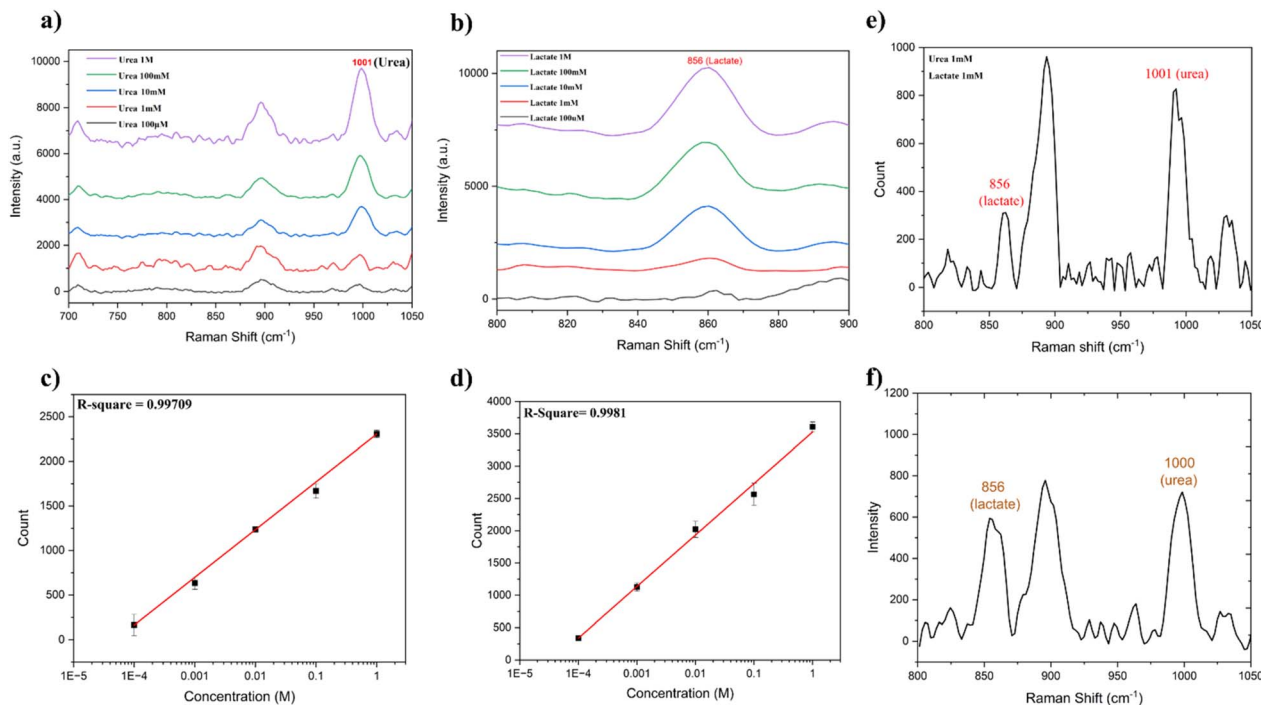 a)
1001 (Urea)
Urea 1M
Urea 100mM
Urea 10mM
Urea 1mM
Urea 100µM
Intensity (a.u.)
10000
8000
6000
4000
2000
0
700 750 800 850 900 950 1000 1050
Raman Shift (cm⁻¹)
b)
856 (Lactate)
Lactate 1M
Lactate 100mM
Lactate 10mM
Lactate 1mM
Lactate 100uM
Intensity (a.u.)
10000
5000
0
800 820 840 860 880 900
Raman Shift (cm⁻¹)
e)
Urea 1mM
Lactate 1mM
1001 (urea)
856
(lactate)
Count
1000
800
600
400
200
0
800 850 900 950 1000 1050
Raman shift (cm⁻¹)
c)
R-square = 0.99709
Count
2500
2250
2000
1750
1500
1250
1000
750
500
250
0
1E−5 1E−4 0.001 0.01 0.1 1
Concentration (M)
d)
R-Square= 0.9981
Count
4000
3500
3000
2500
2000
1500
1000
500
0
1E−5 1E−4 0.001 0.01 0.1 1
Concentration (M)
f)
856
(lactate)
1000
(urea)
Intensity
1200
1000
800
600
400
200
0
800 850 900 950 1000 1050
Raman Shift (cm⁻¹)